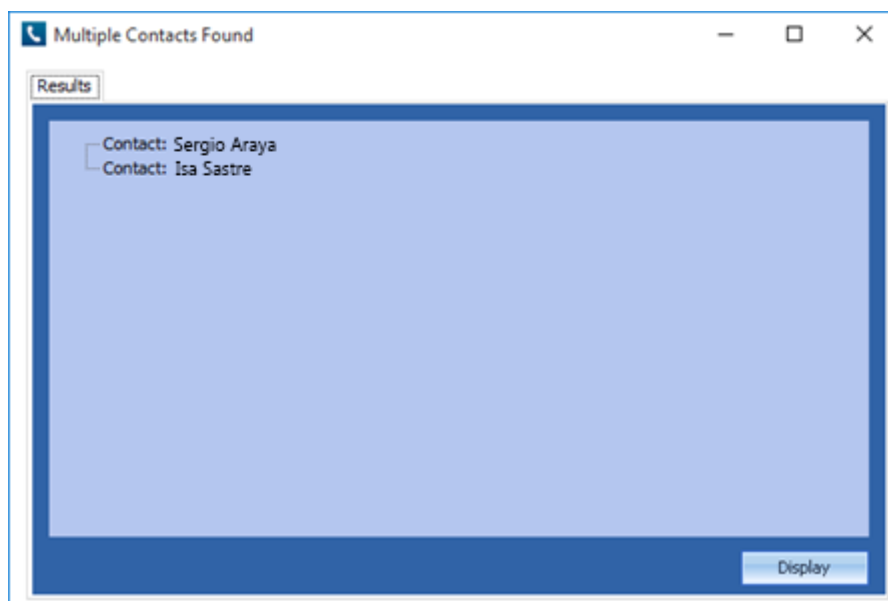 Multiple Contacts Found
Results
Contact: Sergio Araya
Contact: Isa Sastre
Display